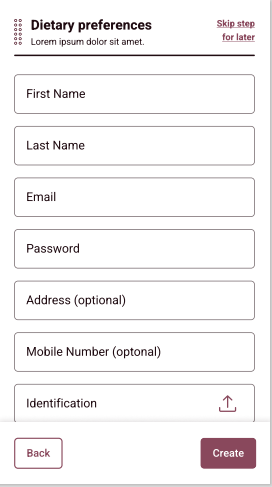 Dietary preferences
Skip step
Lorem ipsum dolor sit amet.
for later
First Name
Last Name
Email
Password
Address (optional)
Mobile Number (optonal)
Identification
Back
Create